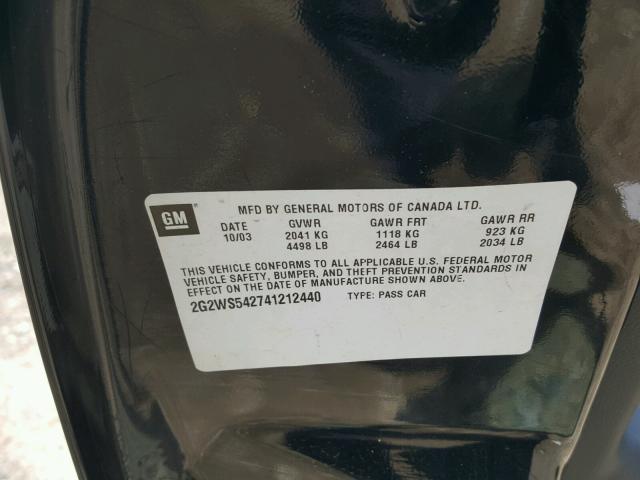 GM
MFD BY GENERAL MOTORS OF CANADA LTD.
DATE GVWR GAWR FRT GAWR RR
10/03 2041 KG 1118 KG 923 KG
4498 LB 2464 LB 2034 LB
THIS VEHICLE CONFORMS TO ALL APPLICABLE U.S. FEDERAL MOTOR
VEHICLE SAFETY, BUMPER, AND THEFT PREVENTION STANDARDS IN
EFFECT ON THE DATE OF MANUFACTURE SHOWN ABOVE.
2G2WS542741212440 TYPE: PASS CAR